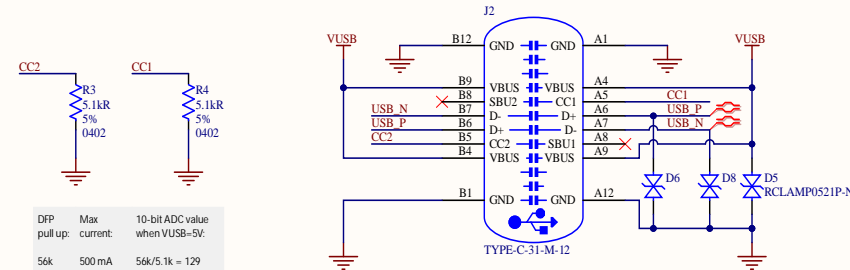 J2
CC2
CC1
R3
5.1kR
5%
0402
R4
5.1kR
5%
0402
VUSB
VUSB
B12
GND
GND
A1
B9
VBUS
VBUS
A4
B8
SBU2
CC1
A5
CC1
USB_N
B7
D-
D+
A6
USB_P
USB_P
B6
D+
D-
A7
USB_N
CC2
B5
CC2
SBU1
A8
B4
VBUS
VBUS
A9
B1
GND
GND
A12
D6
D8
D5
RCLAMP0521P-N
TYPE-C-31-M-12
DFP Max 10-bit ADC value
pull up: current: when VUSB=5V:
56k 500 mA 56k/5.1k = 129